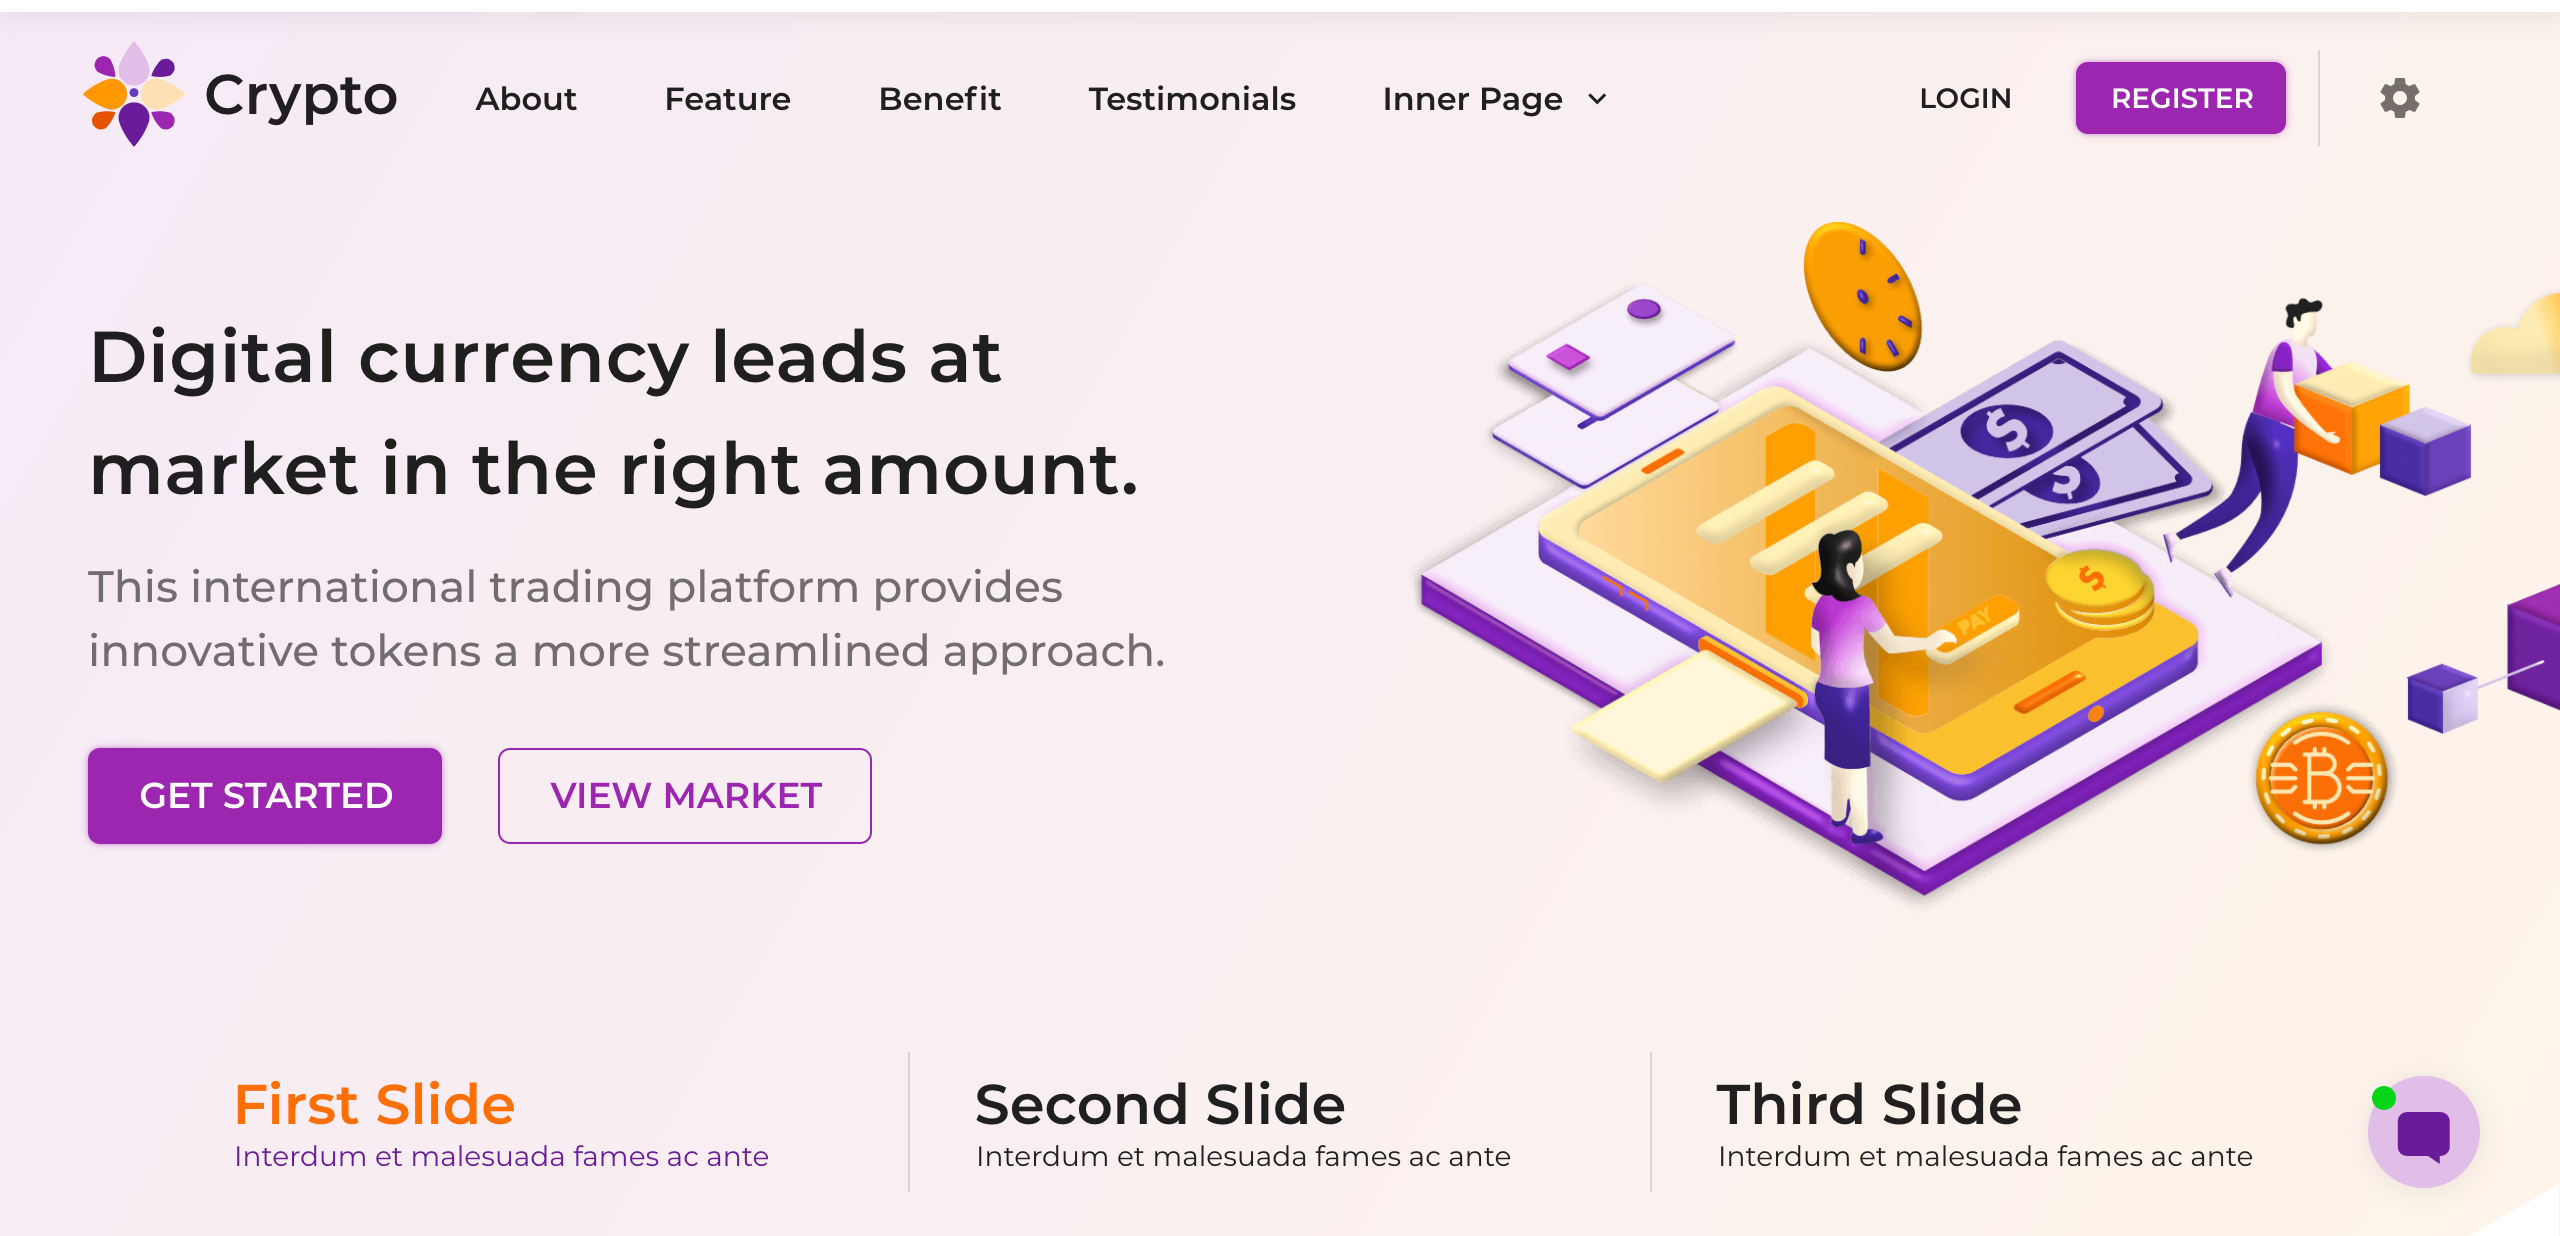 Crypto
About
Feature
Benefit
Testimonials
Inner Page
LOGIN
REGISTER
Digital currency leads at
market in the right amount.
This international trading platform provides
innovative tokens a more streamlined approach.
GET STARTED
VIEW MARKET
$
$
PAY
$
First Slide
Interdum et malesuada fames ac ante
Second Slide
Interdum et malesuada fames ac ante
Third Slide
Interdum et malesuada fames ac ante